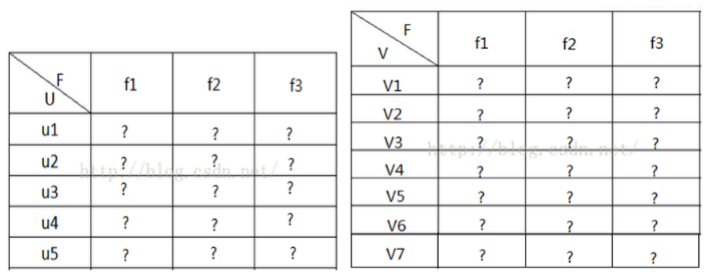 F
U f1 f2 f3
u1 ? ? ?
u2 ? ? ?
u3 ? ? ?
u4 ? ? ?
u5 ? ? ?
http://blog.csdn.net/
F
V f1 f2 f3
V1 ? ? ?
V2 ? ? ?
V3 ? ? ?
V4 ? ? ?
V5 ? ? ?
V6 ? ? ?
V7 ? ? ?
http://blog.csdn.net/